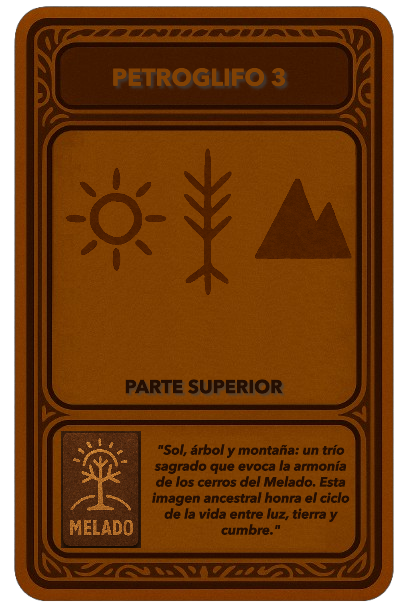 PETROGLIFO 3
PARTE SUPERIOR
MELADO
"Sol, árbol y montaña: un trío
sagrado que evoca la armonía
de los cerros del Melado. Esta
imagen ancestral honra el ciclo
de la vida entre luz, tierra y
cumbre."